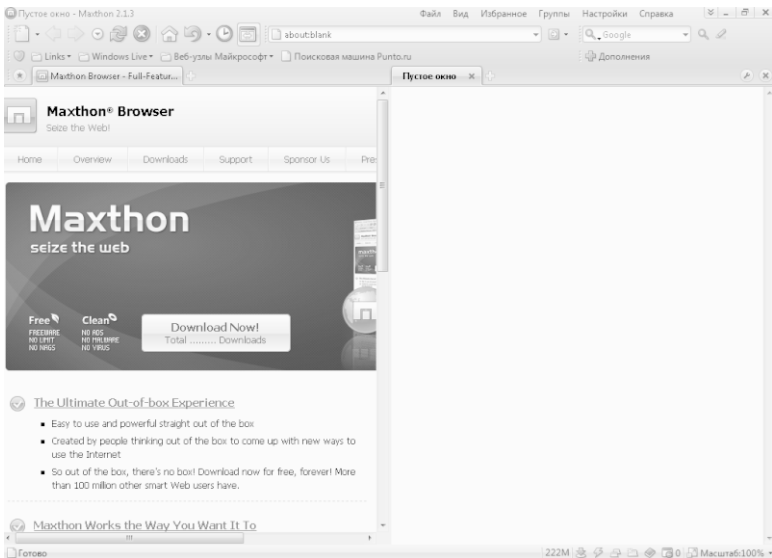 Пустое окно - Maxthon 2.1.3
Файл Вид Избранное Группы Настройки Справка
about:blank
Google
Links Windows Live Веб-узлы Майкрософт Поисковая машина Punto.ru
Дополнения
Maxthon Browser - Full-Featur...
Пустое окно
Maxthon® Browser
Seize the Web!
Home Overview Downloads Support Sponsor Us Pre
Maxthon
seize the web
Free
FREEWARE
NO LIMIT
NO NAGS
Clean
NO ADS
NO MALWARE
NO VIRUS
Download Now!
Total ......... Downloads
The Ultimate Out-of-box Experience
Easy to use and powerful straight out of the box
Created by people thinking out of the box to come up with new ways to
use the Internet
So out of the box, there's no box! Download now for free, forever! More
than 100 million other smart Web users have.
Maxthon Works the Way You Want It To
Готово
222M
0
Масштаб:100%